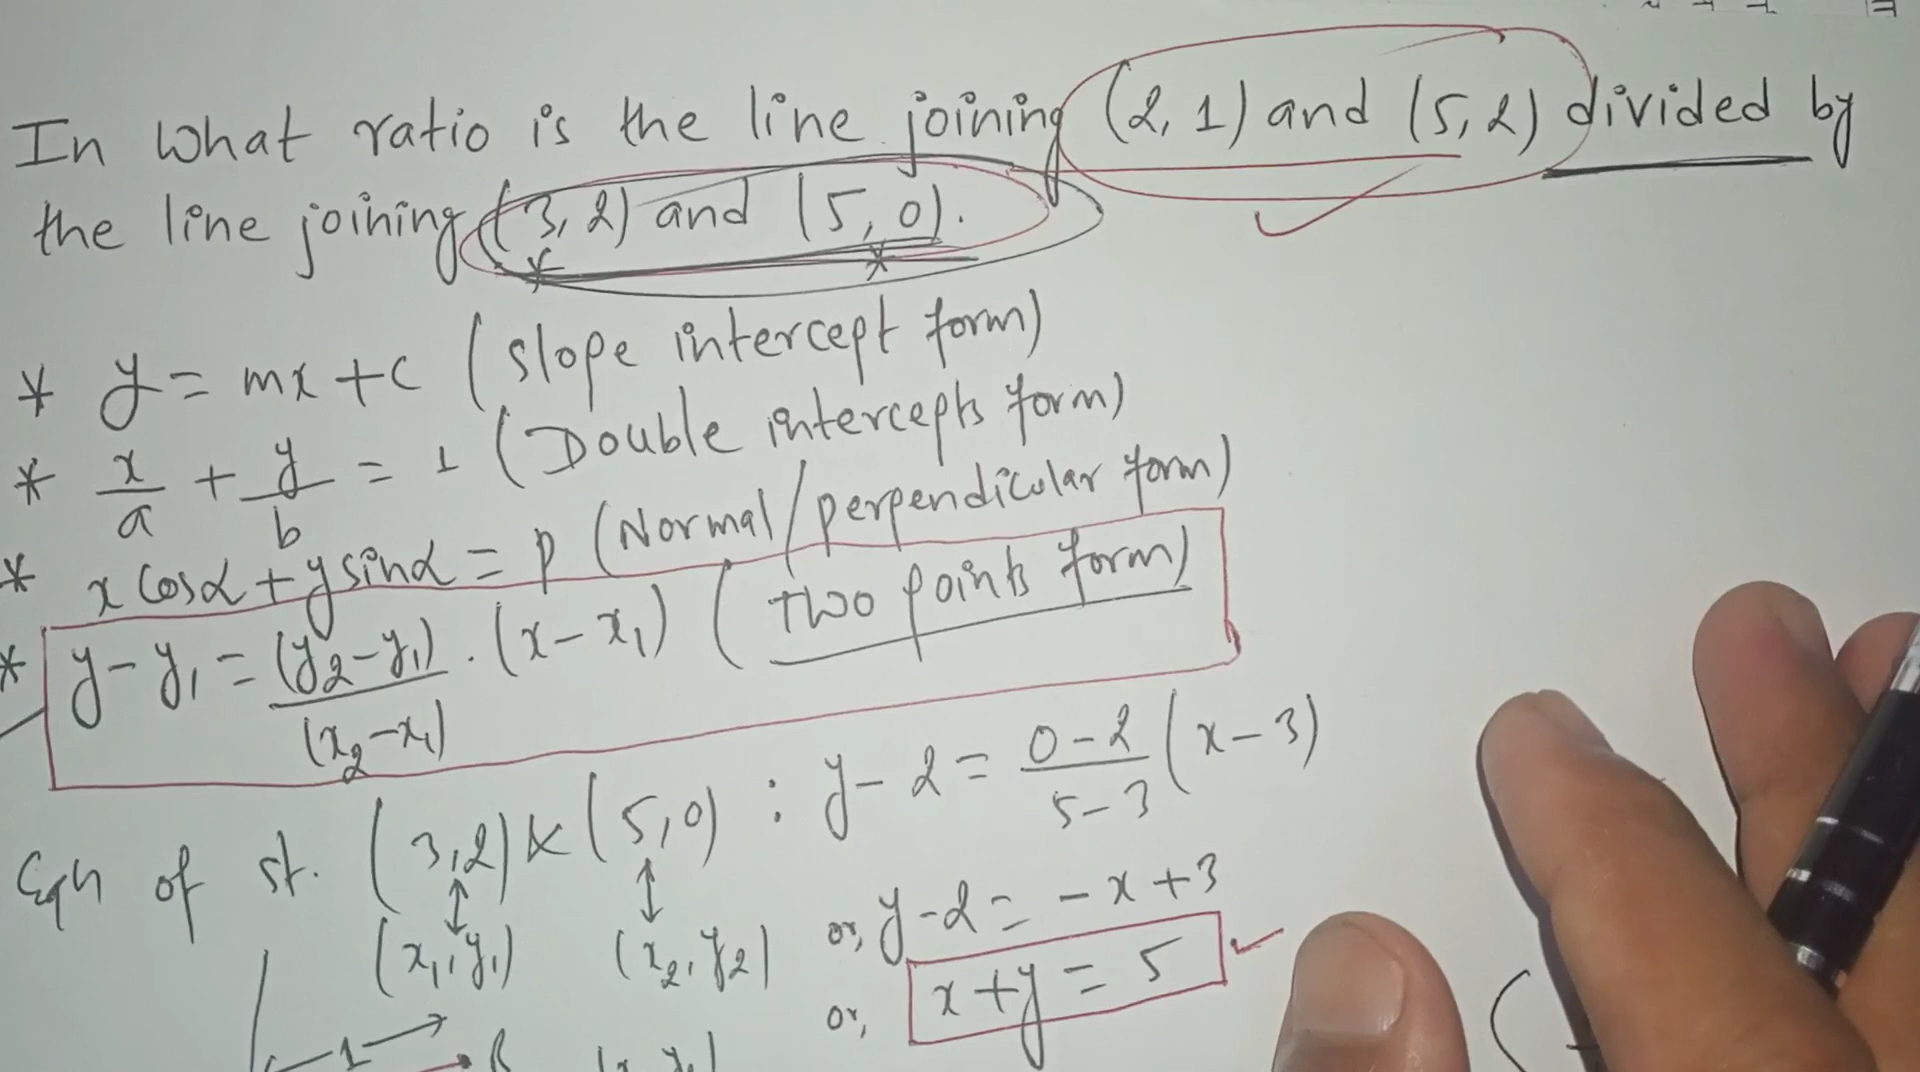 In what ratio is the line joining (2, 1) and (5, 2) divided by
the line joining (3, 2) and (5, 0).
* y = mx + c (slope intercept form)
* x/a + y/b = 1 (Double intercepts form)
* x cosα + y sinα = p (Normal/perpendicular form)
* y - y₁ = (y₂ - y₁)/(x₂ - x₁) . (x - x₁) (two points form)
Eqn of st. (3,2) & (5,0) : y - 2 = 0 - 2/5 - 3 (x - 3)
(x₁, y₁) (x₂, y₂) or, y - 2 = - x + 3
or, x + y = 5
1